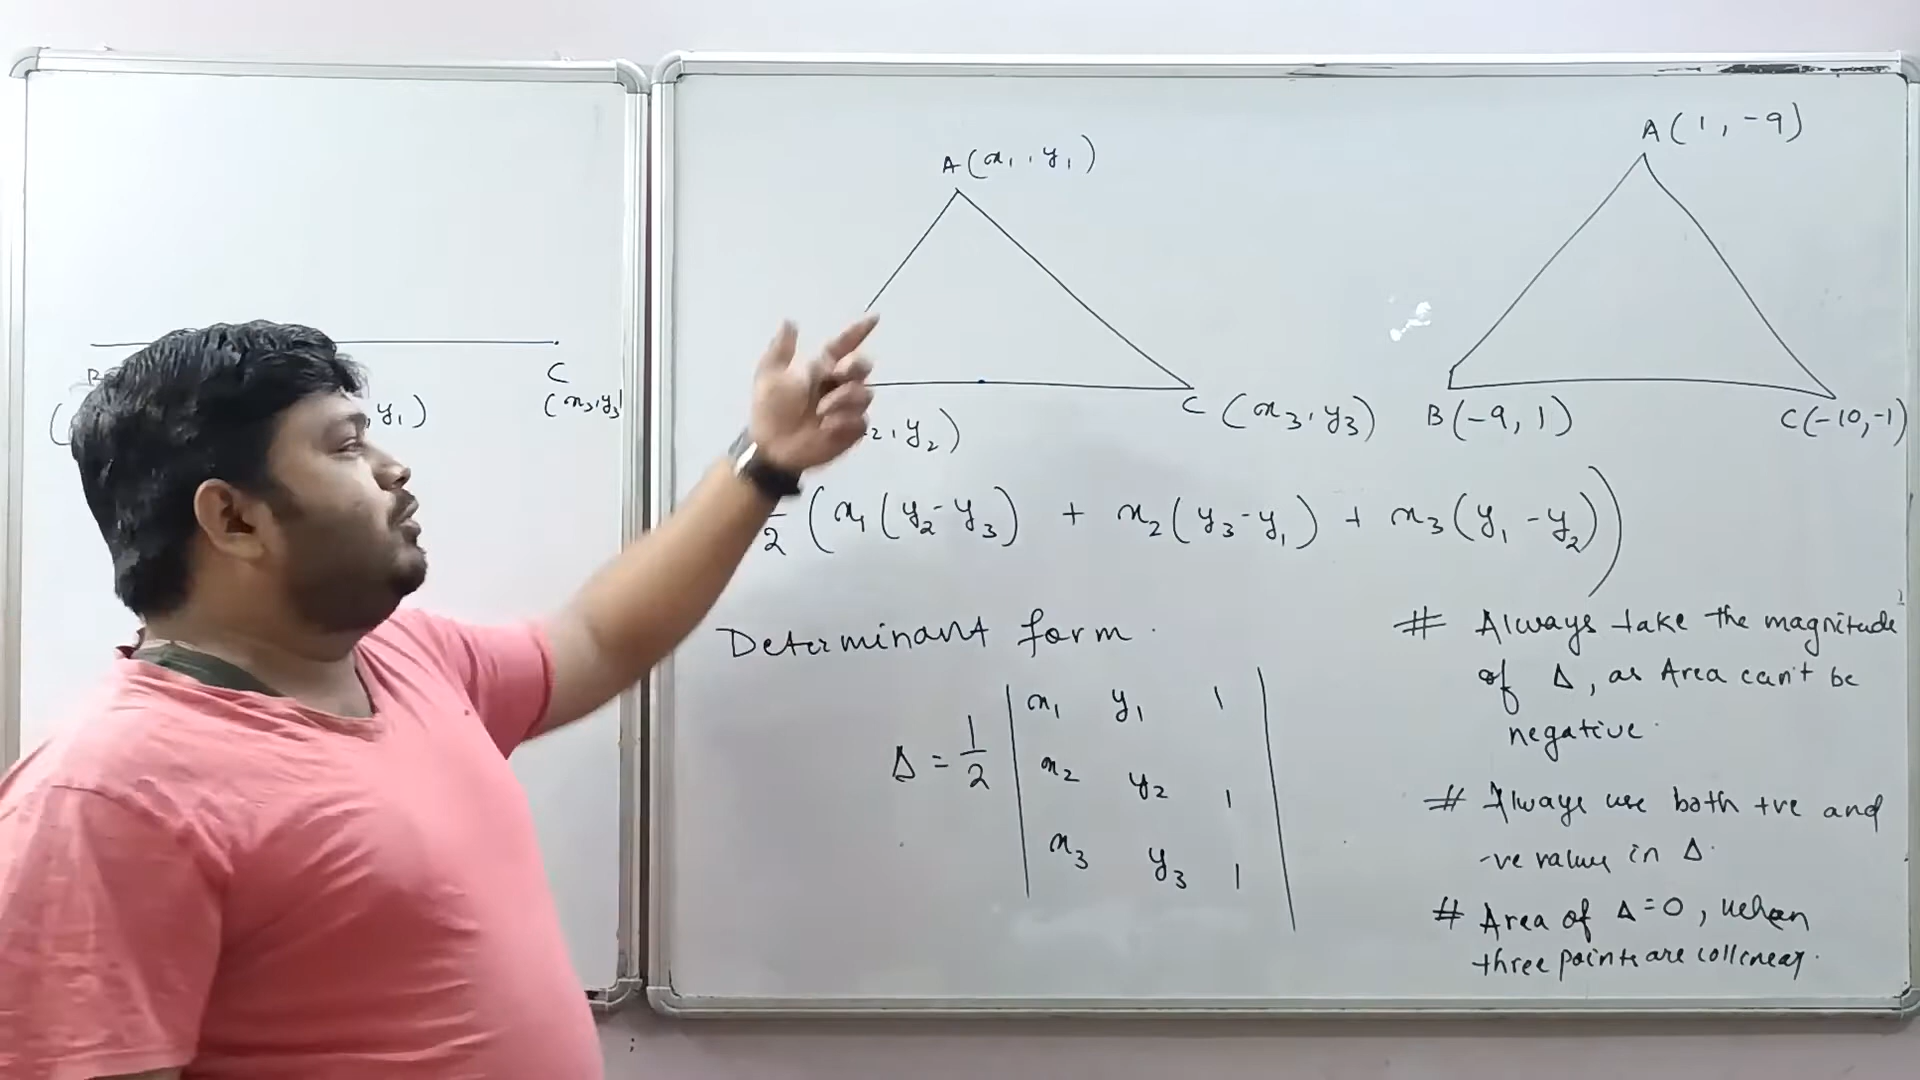 C
(x₃,y₃)
,y₁)
A(x₁,y₁)
A(1,-9)
₂,y₂)
C(x₃,y₃)
B(-9,1)
C(-10,-1)
2(x₁(y₂-y₃) + x₂(y₃-y₁) + x₃(y₁-y₂))
Determinant form.
Δ = 1/2 | x₁ y₁ 1
x₂ y₂ 1
x₃ y₃ 1 |
# Always take the magnitude
of Δ, as Area can't be
negative.
# Always use both +ve and
-ve values in Δ.
# Area of Δ=0, when
three points are collinear.